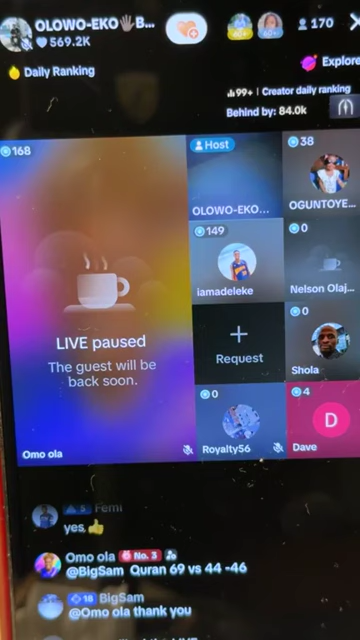 OLOWO-EKO🖐🏿B...
569.2K
170
Daily Ranking
Explore
99+ | Creator daily ranking
Behind by: 84.0k
168
Host
38
OLOWO-EKO...
OGUNTOYE...
149
0
iamadeleke
Nelson Olaj...
LIVE paused
The guest will be
back soon.
+
Request
0
Shola
0
4
D
Omo ola
Royalty56
Dave
5 Femi
yes,👍
Omo ola No. 3
@BigSam Quran 69 vs 44 -46
18 BigSam
@Omo ola thank you